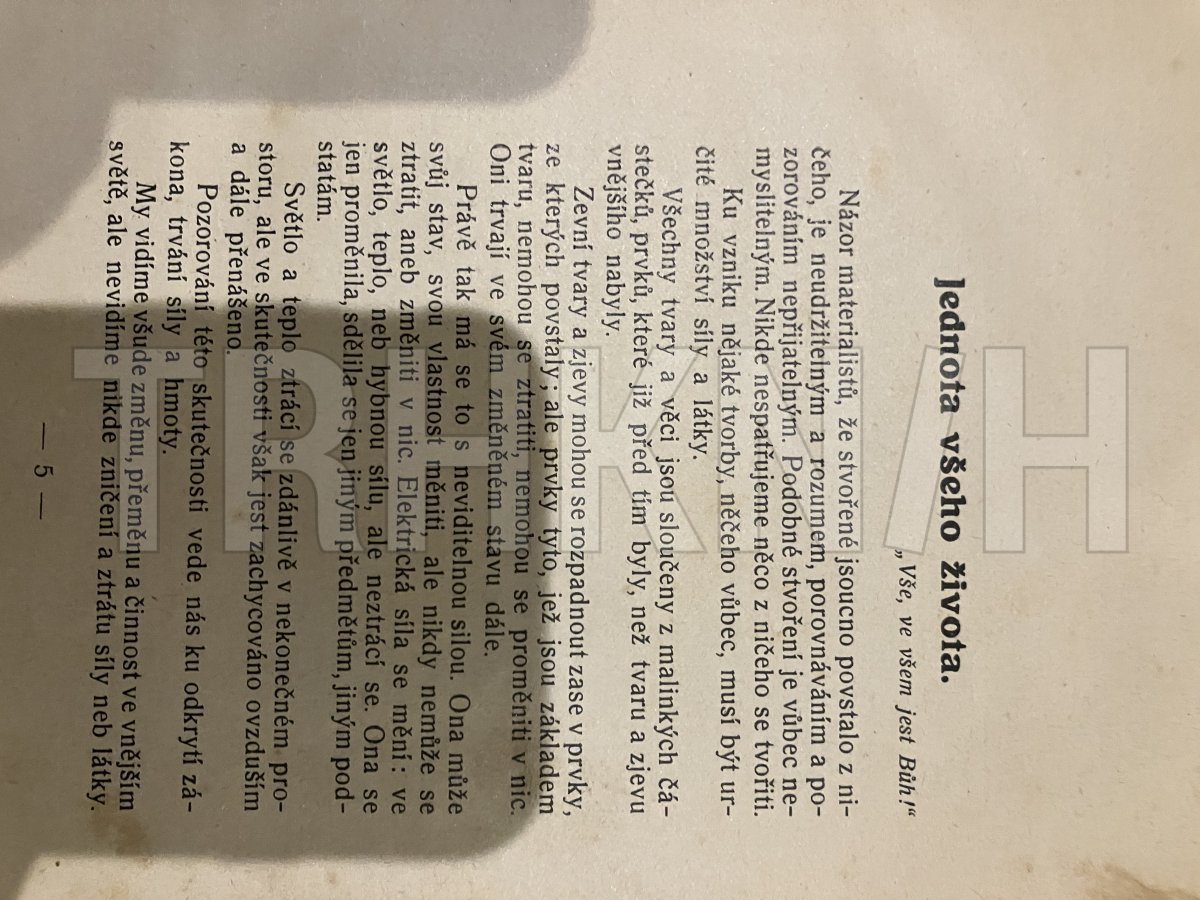 Jednota všeho života.
„Vše, ve všem jest Bůh!“
Názor materialistů, že stvořené jsoucno povstalo z ni-
čeho, je neudržitelným a rozumem, porovnáváním a po-
zorováním nepřijatelným. Podobné stvoření je vůbec ne-
myslitelným. Nikde nespatřujeme něco z ničeho se tvořiti.
Ku vzniku nějaké tvorby, něčeho vůbec, musí být ur-
čité množství síly a látky.
Všechny tvary a věci jsou sloučeny z malinkých čá-
stečků, prvků, které již před tím byly, než tvaru a zjevu
vnějšího nabyly.
Zevní tvary a zjevy mohou se rozpadnout zase v prvky,
ze kterých povstaly; ale prvky tyto, jež jsou základem
tvaru, nemohou se ztratiti, nemohou se proměniti v nic.
Oni trvají ve svém změněném stavu dále.
Právě tak má se to s neviditelnou silou. Ona může
svůj stav, svou vlastnost měniti, ale nikdy nemůže se
ztratit, aneb změniti v nic. Elektrická síla se mění: ve
světlo, teplo, neb hybnou sílu, ale neztrácí se. Ona se
jen proměnila, sdělila se jen jiným předmětům, jiným pod-
statám.
Světlo a teplo ztrácí se zdánlivě v nekonečném pro-
storu, ale ve skutečnosti však jest zachycováno ovzduším
a dále přenášeno.
Pozorování této skutečnosti vede nás ku odkrytí zá-
kona, trvání síly a hmoty.
My vidíme všude změnu, přeměnu a činnost ve vnějším
světě, ale nevidíme nikde zničení a ztrátu síly neb látky.
— 5 —
TREKNIH